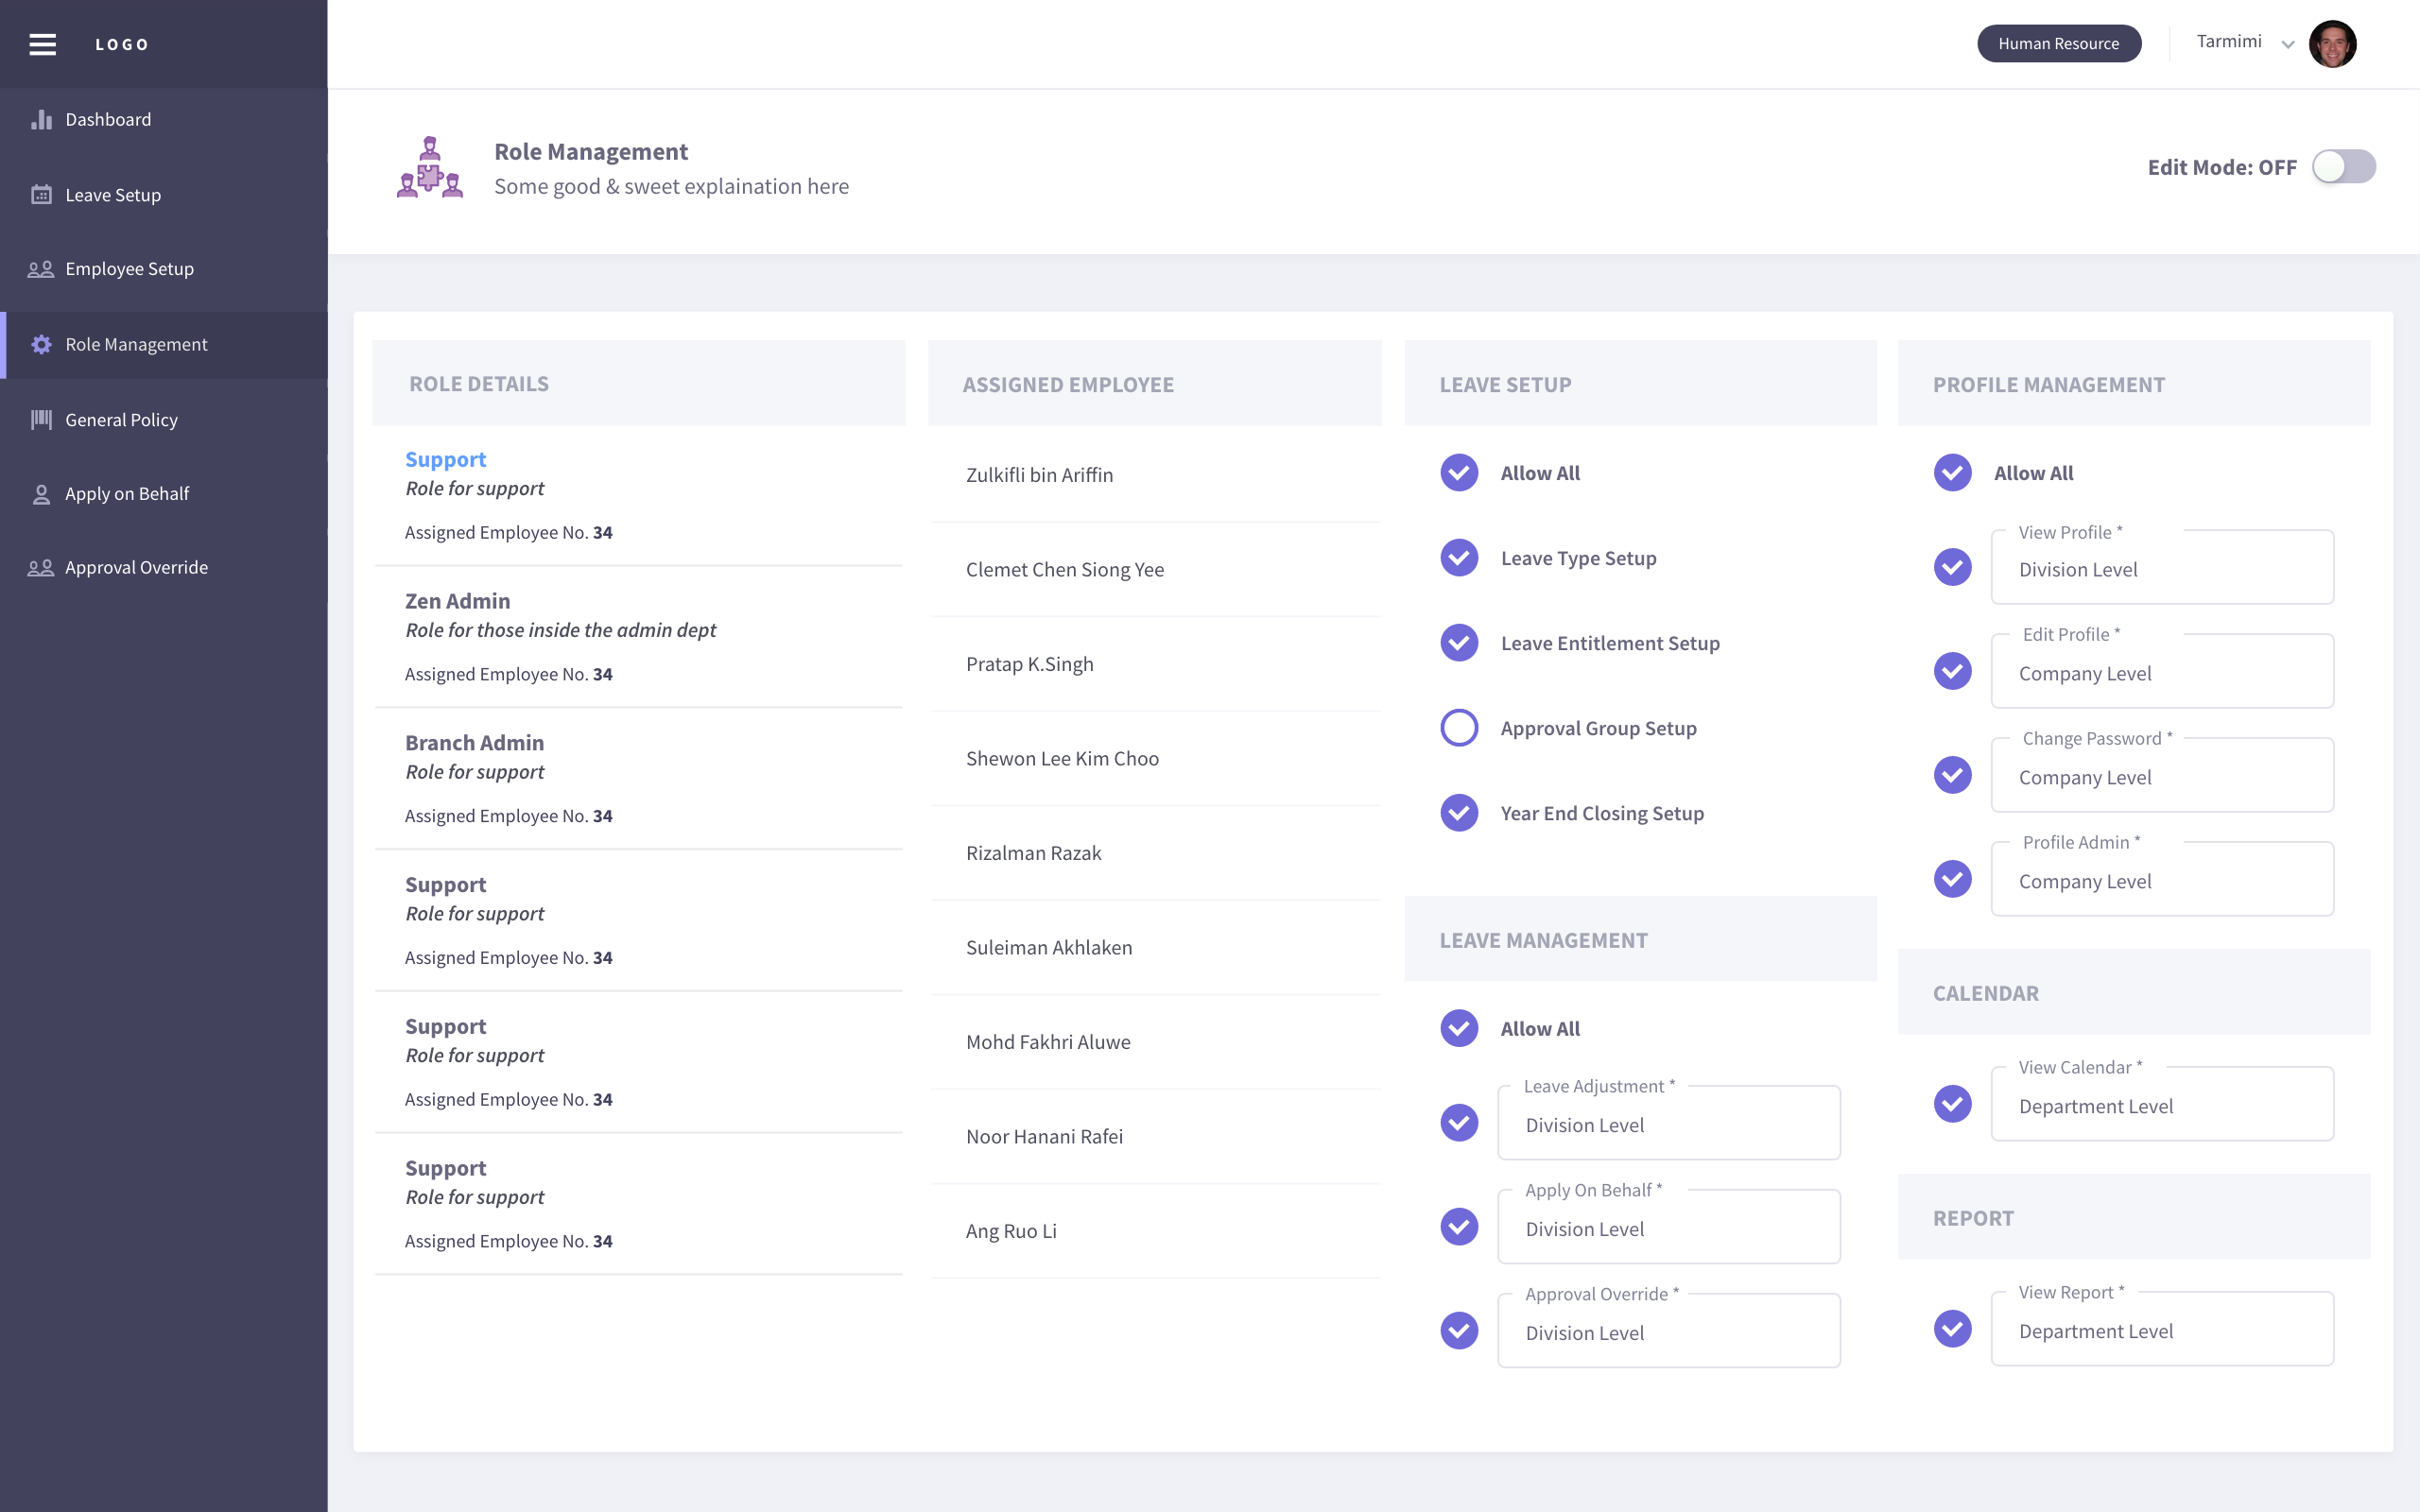 LOGO
Human Resource
Tarmimi
Dashboard
Leave Setup
Employee Setup
Role Management
General Policy
Apply on Behalf
Approval Override
Role Management
Some good & sweet explaination here
Edit Mode: OFF
ROLE DETAILS
Support
Role for support
Assigned Employee No. 34
Zen Admin
Role for those inside the admin dept
Assigned Employee No. 34
Branch Admin
Role for support
Assigned Employee No. 34
Support
Role for support
Assigned Employee No. 34
Support
Role for support
Assigned Employee No. 34
Support
Role for support
Assigned Employee No. 34
ASSIGNED EMPLOYEE
Zulkifli bin Ariffin
Clemet Chen Siong Yee
Pratap K.Singh
Shewon Lee Kim Choo
Rizalman Razak
Suleiman Akhlaken
Mohd Fakhri Aluwe
Noor Hanani Rafei
Ang Ruo Li
LEAVE SETUP
Allow All
Leave Type Setup
Leave Entitlement Setup
Approval Group Setup
Year End Closing Setup
LEAVE MANAGEMENT
Allow All
Leave Adjustment *
Division Level
Apply On Behalf *
Division Level
Approval Override *
Division Level
PROFILE MANAGEMENT
Allow All
View Profile *
Division Level
Edit Profile *
Company Level
Change Password *
Company Level
Profile Admin *
Company Level
CALENDAR
View Calendar *
Department Level
REPORT
View Report *
Department Level